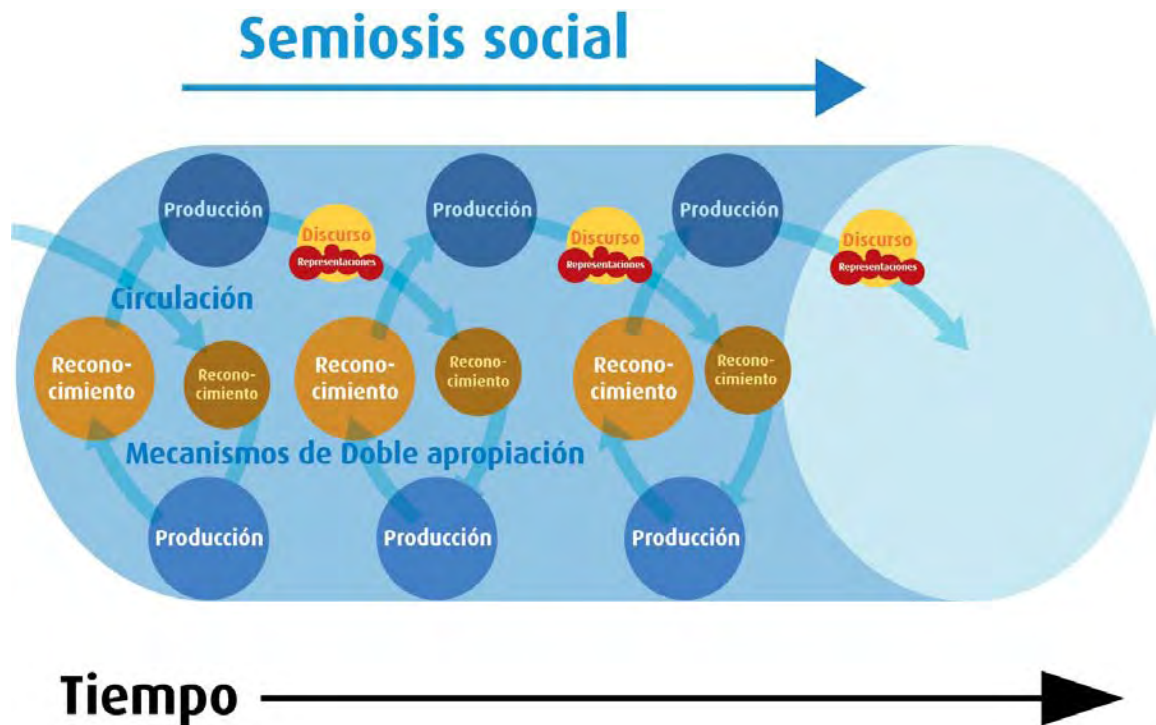 Semiosis social
Producción
Producción
Producción
Discurso
Representaciones
Discurso
Representaciones
Discurso
Representaciones
Circulación
Recono-
cimiento
Recono-
cimiento
Recono-
cimiento
Recono-
cimiento
Recono-
cimiento
Recono-
cimiento
Mecanismos de Doble apropiación
Producción
Producción
Producción
Tiempo